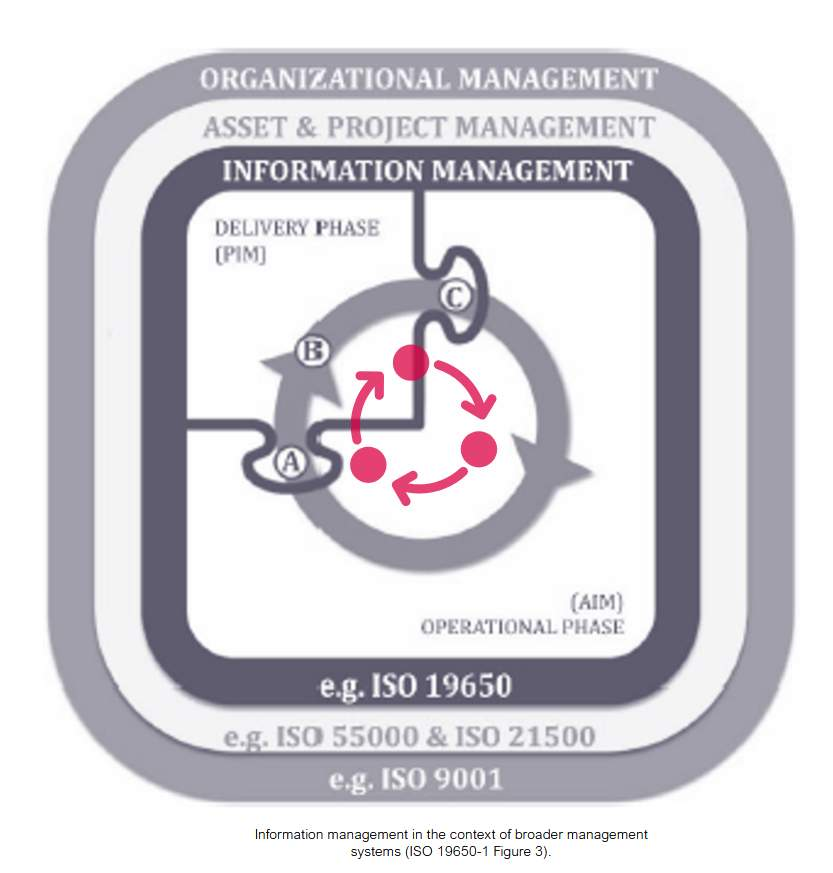 ORGANIZATIONAL MANAGEMENT
ASSET & PROJECT MANAGEMENT
INFORMATION MANAGEMENT
DELIVERY PHASE
(PIM)
C
B
A
(AIM)
OPERATIONAL PHASE
e.g. ISO 19650
e.g. ISO 55000 & ISO 21500
e.g. ISO 9001
Information management in the context of broader management
systems (ISO 19650-1 Figure 3).